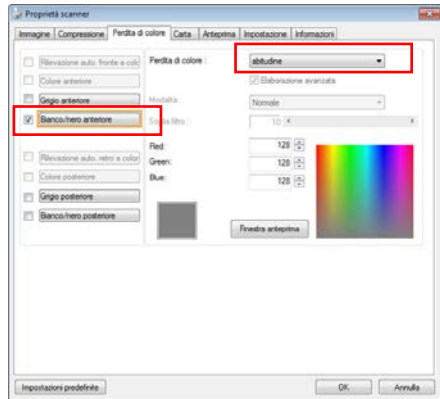 Proprietà scanner
Immagine Compressione Perdita di colore Carta Anteprima Impostazione Informazioni
Rilevazione auto. fronte a colo
Perdita di colore :
abitudine
Colore anteriore
Elaborazione avanzata
Grigio anteriore
Modalità
Normale
Bianco/nero anteriore
Soglia filtro :
10
Red:
128
Rilevazione auto. retro a color
Green:
128
Colore posteriore
Blue:
128
Grigio posteriore
Bianco/nero posteriore
Finestra anteprima
Impostazioni predefinite
OK
Annulla